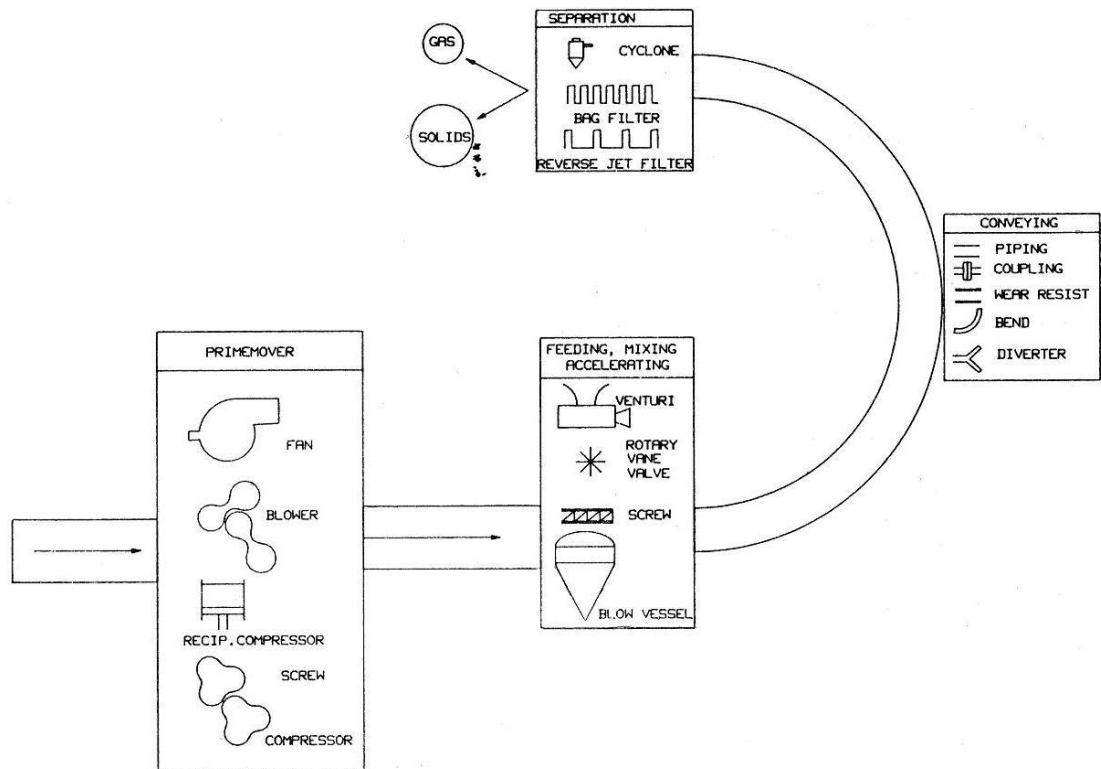 SEPARATION
GAS
CYCLONE
BAG FILTER
SOLIDS
REVERSE JET FILTER
CONVEYING
PIPING
COUPLING
WEAR RESIST
BEND
DIVERTER
PRIMEMOVER
FAN
BLOWER
RECIP.COMPRESSOR
SCREW
COMPRESSOR
FEEDING, MIXING
ACCELERATING
VENTURI
ROTARY
VANE
VALVE
SCREW
BLOW VESSEL